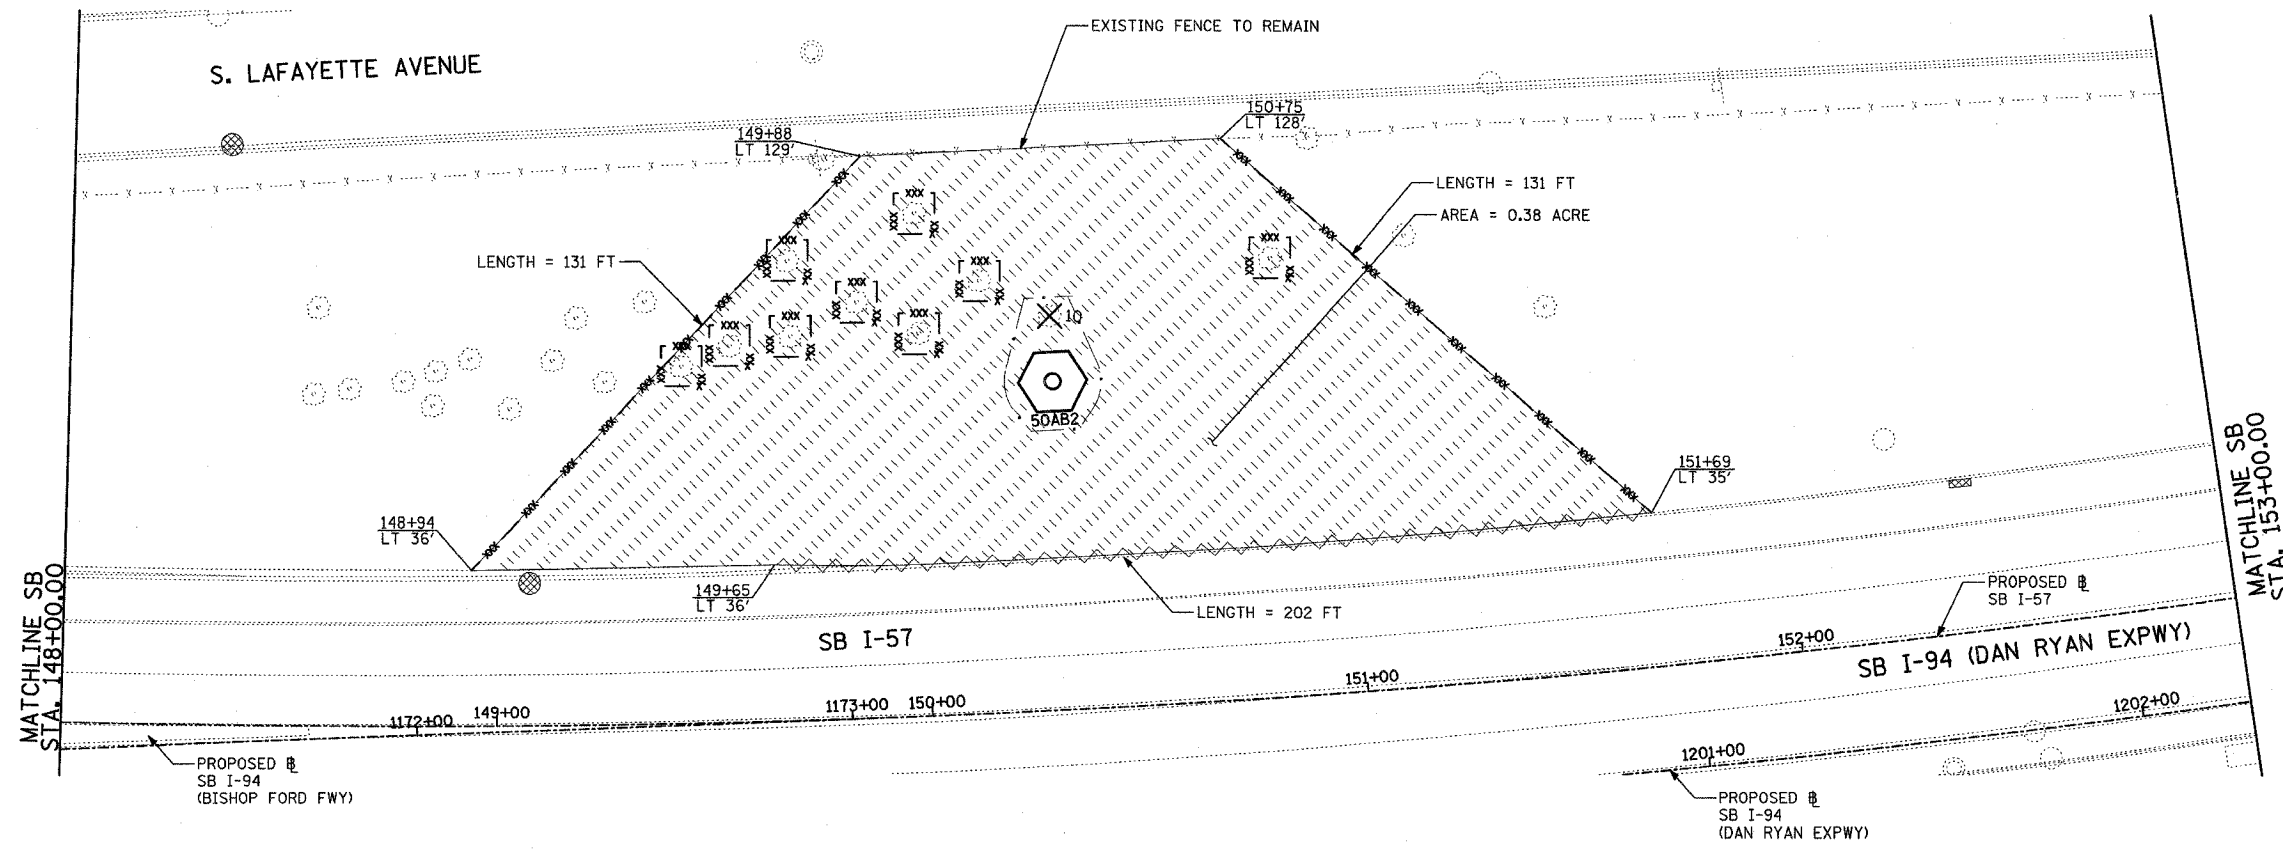 EXISTING FENCE TO REMAIN
S. LAFAYETTE AVENUE
149+88
LT 129'
150+75
LT 128'
LENGTH = 131 FT
AREA = 0.38 ACRE
LENGTH = 131 FT
10
50AB2
151+69
LT 35'
148+94
LT 36'
149+65
LT 36'
LENGTH = 202 FT
SB I-57
PROPOSED ⅊
SB I-57
152+00
SB I-94 (DAN RYAN EXPWY)
151+00
1172+00
149+00
1173+00
150+00
1202+00
1201+00
PROPOSED ⅊
SB I-94
(BISHOP FORD FWY)
PROPOSED ⅊
SB I-94
(DAN RYAN EXPWY)
MATCHLINE SB
STA. 148+00.00
MATCHLINE SB
STA. 153+00.00